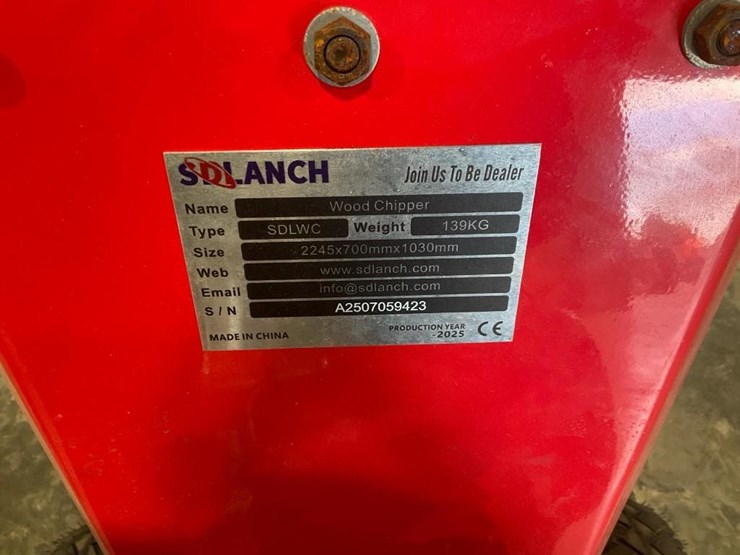 SDLANCH Join Us To Be Dealer
Name Wood Chipper
Type SDLWC Weight 139KG
Size 2245x700mmx1030mm
Web www.sdlanch.com
Email info@sdlanch.com
S / N A2507059423
MADE IN CHINA PRODUCTION YEAR
-2025 CE